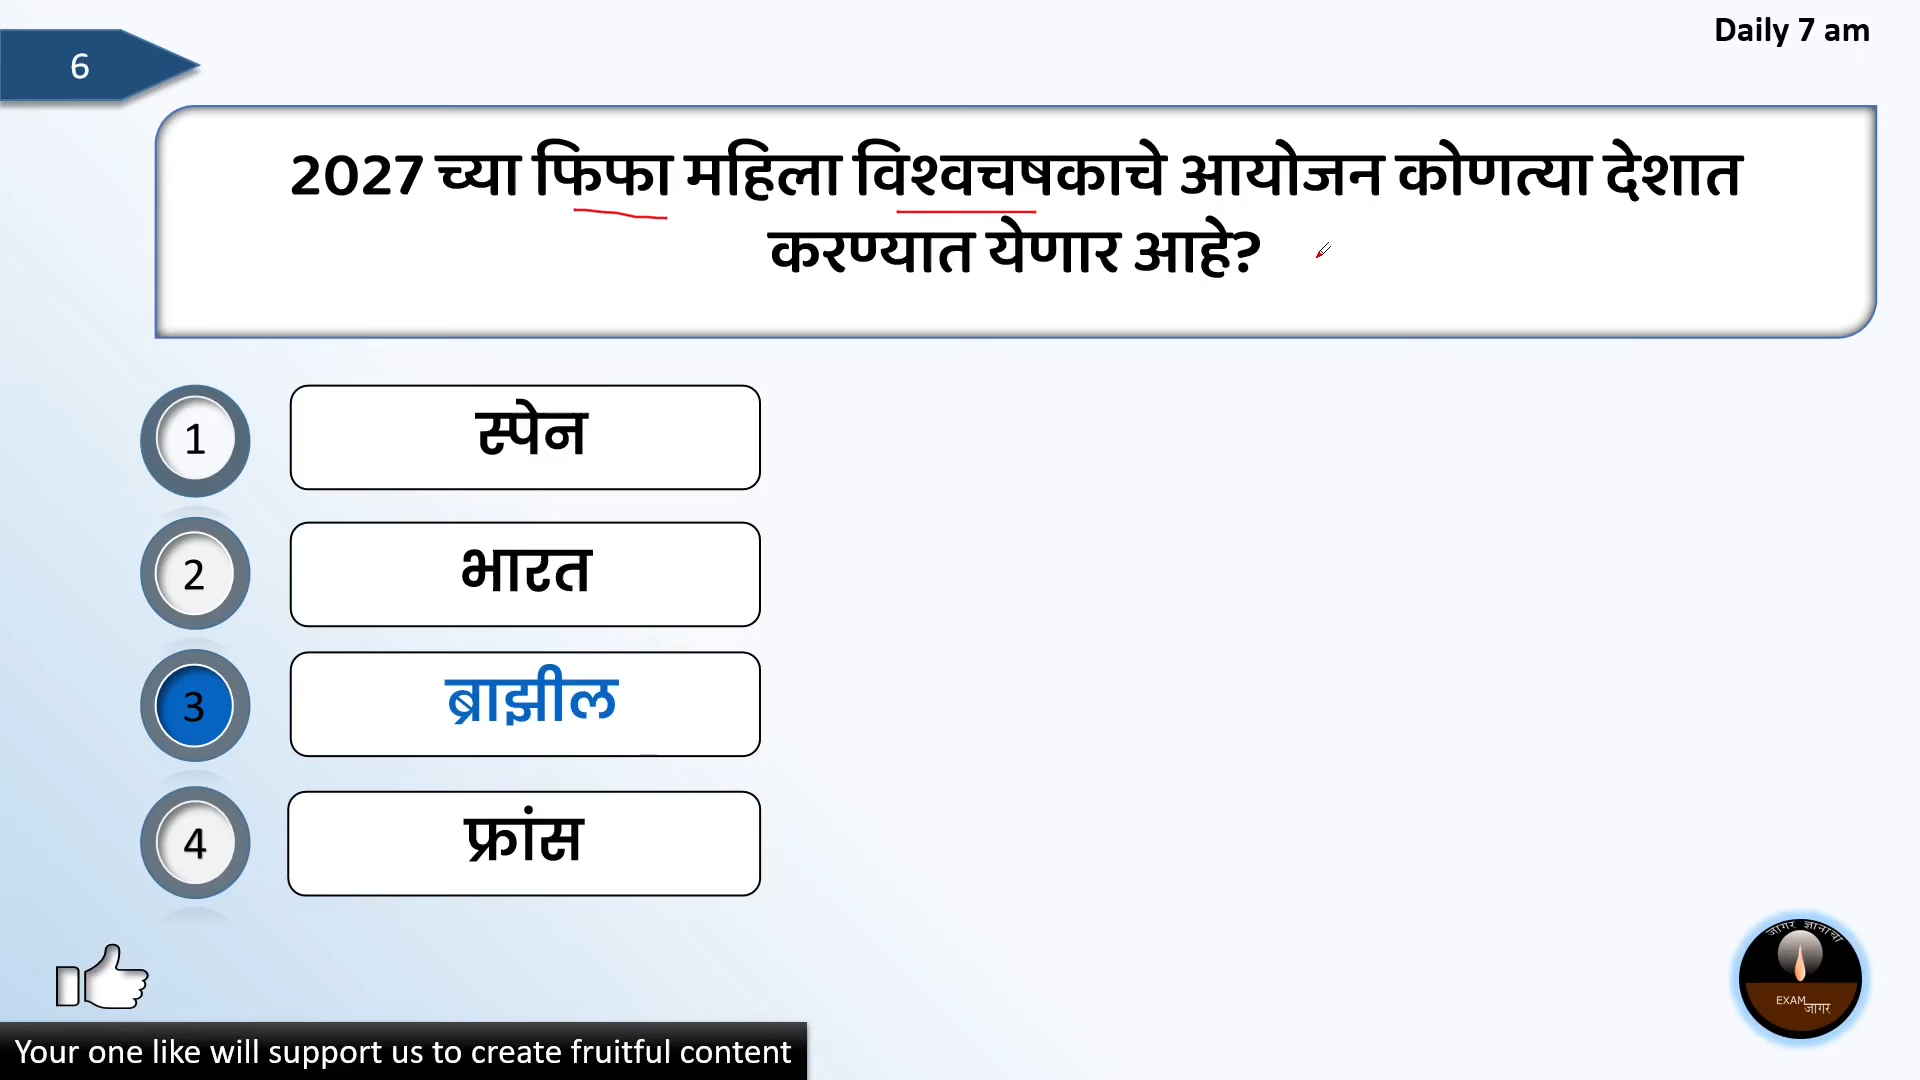 Daily 7 am
6
2027 च्या फिफा महिला विश्वचषकाचे आयोजन कोणत्या देशात
करण्यात येणार आहे?
1
स्पेन
2
भारत
3
ब्राझील
4
फ्रांस
जागर ज्ञानाचा
EXAM
जागर
Your one like will support us to create fruitful content